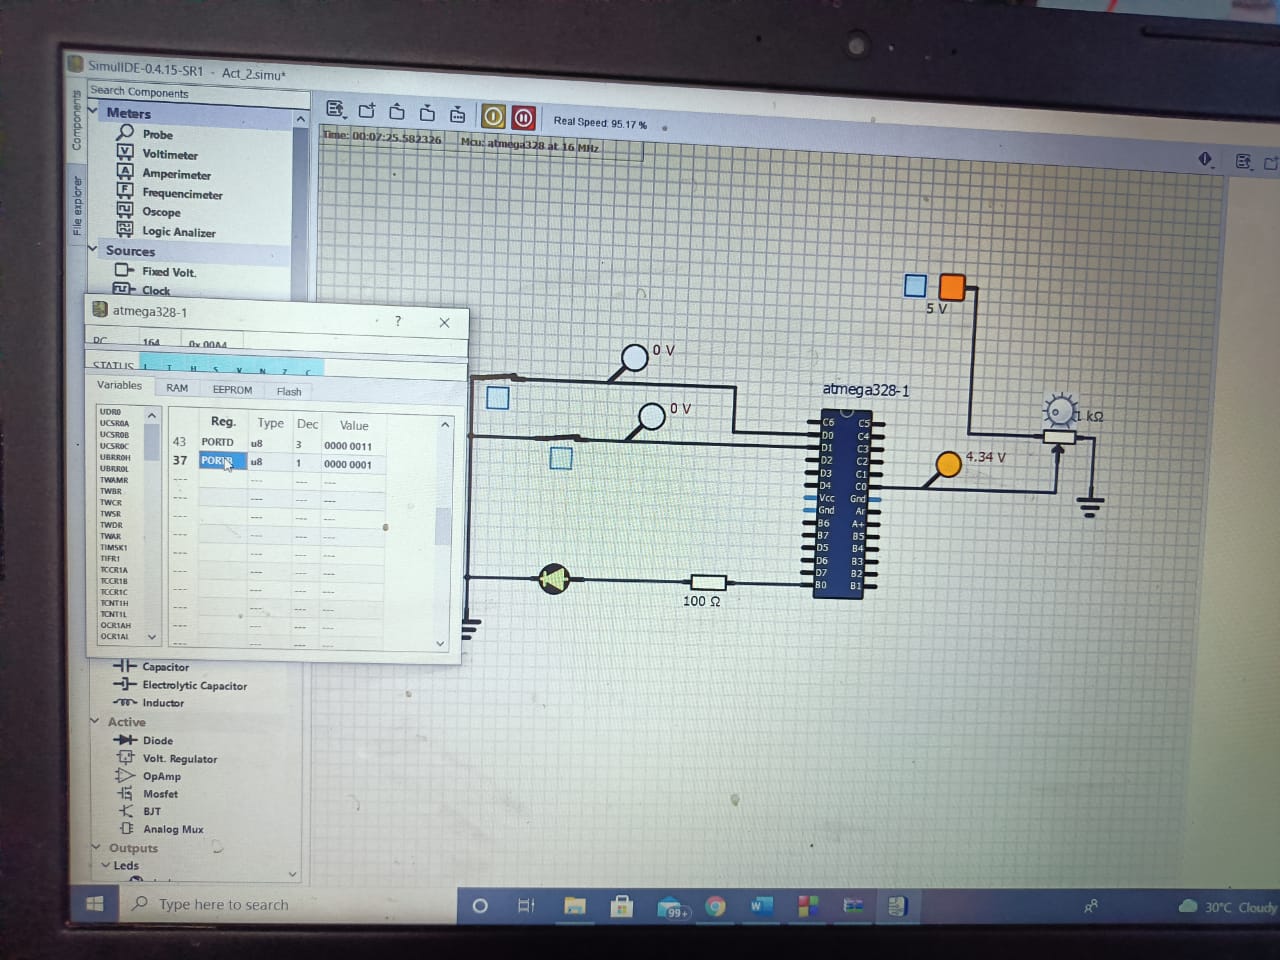 SimulIDE-0.4.15-SR1 - Act_2.simu*
Components
File explorer
Search Components
Meters
Probe
Voltimeter
Amperimeter
Frequencimeter
Oscope
Logic Analizer
Sources
Fixed Volt.
Clock
Real Speed: 95.17 %
Time: 00:07:25.582326 Mcu: atmega328 at 16 MHz
atmega328-1
? 
PC 164 0x 00A4
STATUS I T H S V N Z C
Variables RAM EEPROM Flash
UDR0
UCSR0A
UCSR0B
UCSR0C
UBRR0H
UBRR0L
TWAMR
TWBR
TWCR
TWSR
TWDR
TWAR
TIMSK1
TIFR1
TCCR1A
TCCR1B
TCCR1C
TCNT1H
TCNT1L
OCR1AH
OCR1AL
Reg. Type Dec Value
43 PORTD u8 3 0000 0011
37 PORTB u8 1 0000 0001
Capacitor
Electrolytic Capacitor
Inductor
Active
Diode
Volt. Regulator
OpAmp
Mosfet
BJT
Analog Mux
Outputs
Leds
0 V
0 V
5 V
atmega328-1
1 kΩ
4.34 V
100 Ω
C6 C5
D0 C4
D1 C3
D2 C2
D3 C1
D4 C0
Vcc Gnd
Gnd Ar
B6 A+
B7 B5
D5 B4
D6 B3
D7 B2
B0 B1
Type here to search
99+
30°C Cloudy